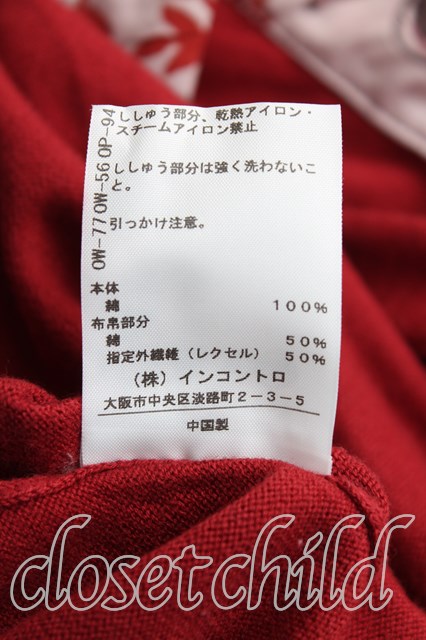 ししゅう部分、乾熱アイロン・
スチームアイロン禁止
ししゅう部分は強く洗わないこ
と。
引っかけ注意。
OW-77OW-56OP-94
本体
綿 100%
布帛部分
綿 50%
指定外繊維（レクセル） 50%
（株）インコントロ
大阪市中央区淡路町2-3-5
中国製
closet child